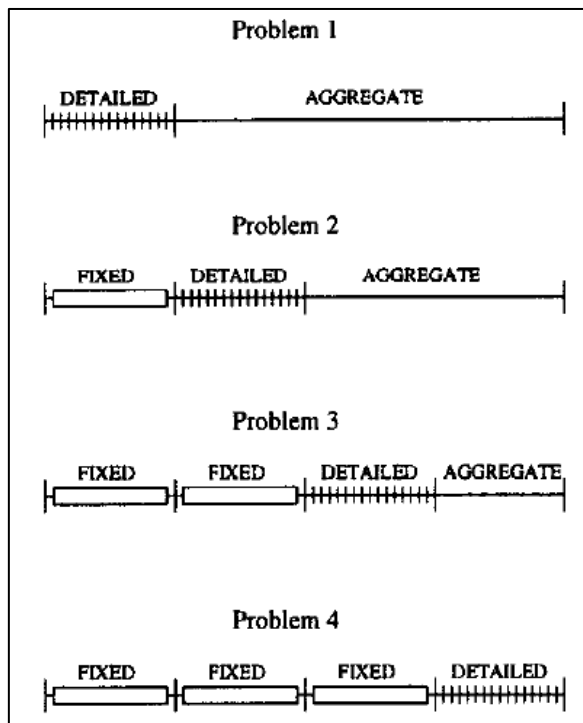 Problem 1
DETAILED AGGREGATE
Problem 2
FIXED DETAILED AGGREGATE
Problem 3
FIXED FIXED DETAILED AGGREGATE
Problem 4
FIXED FIXED FIXED DETAILED